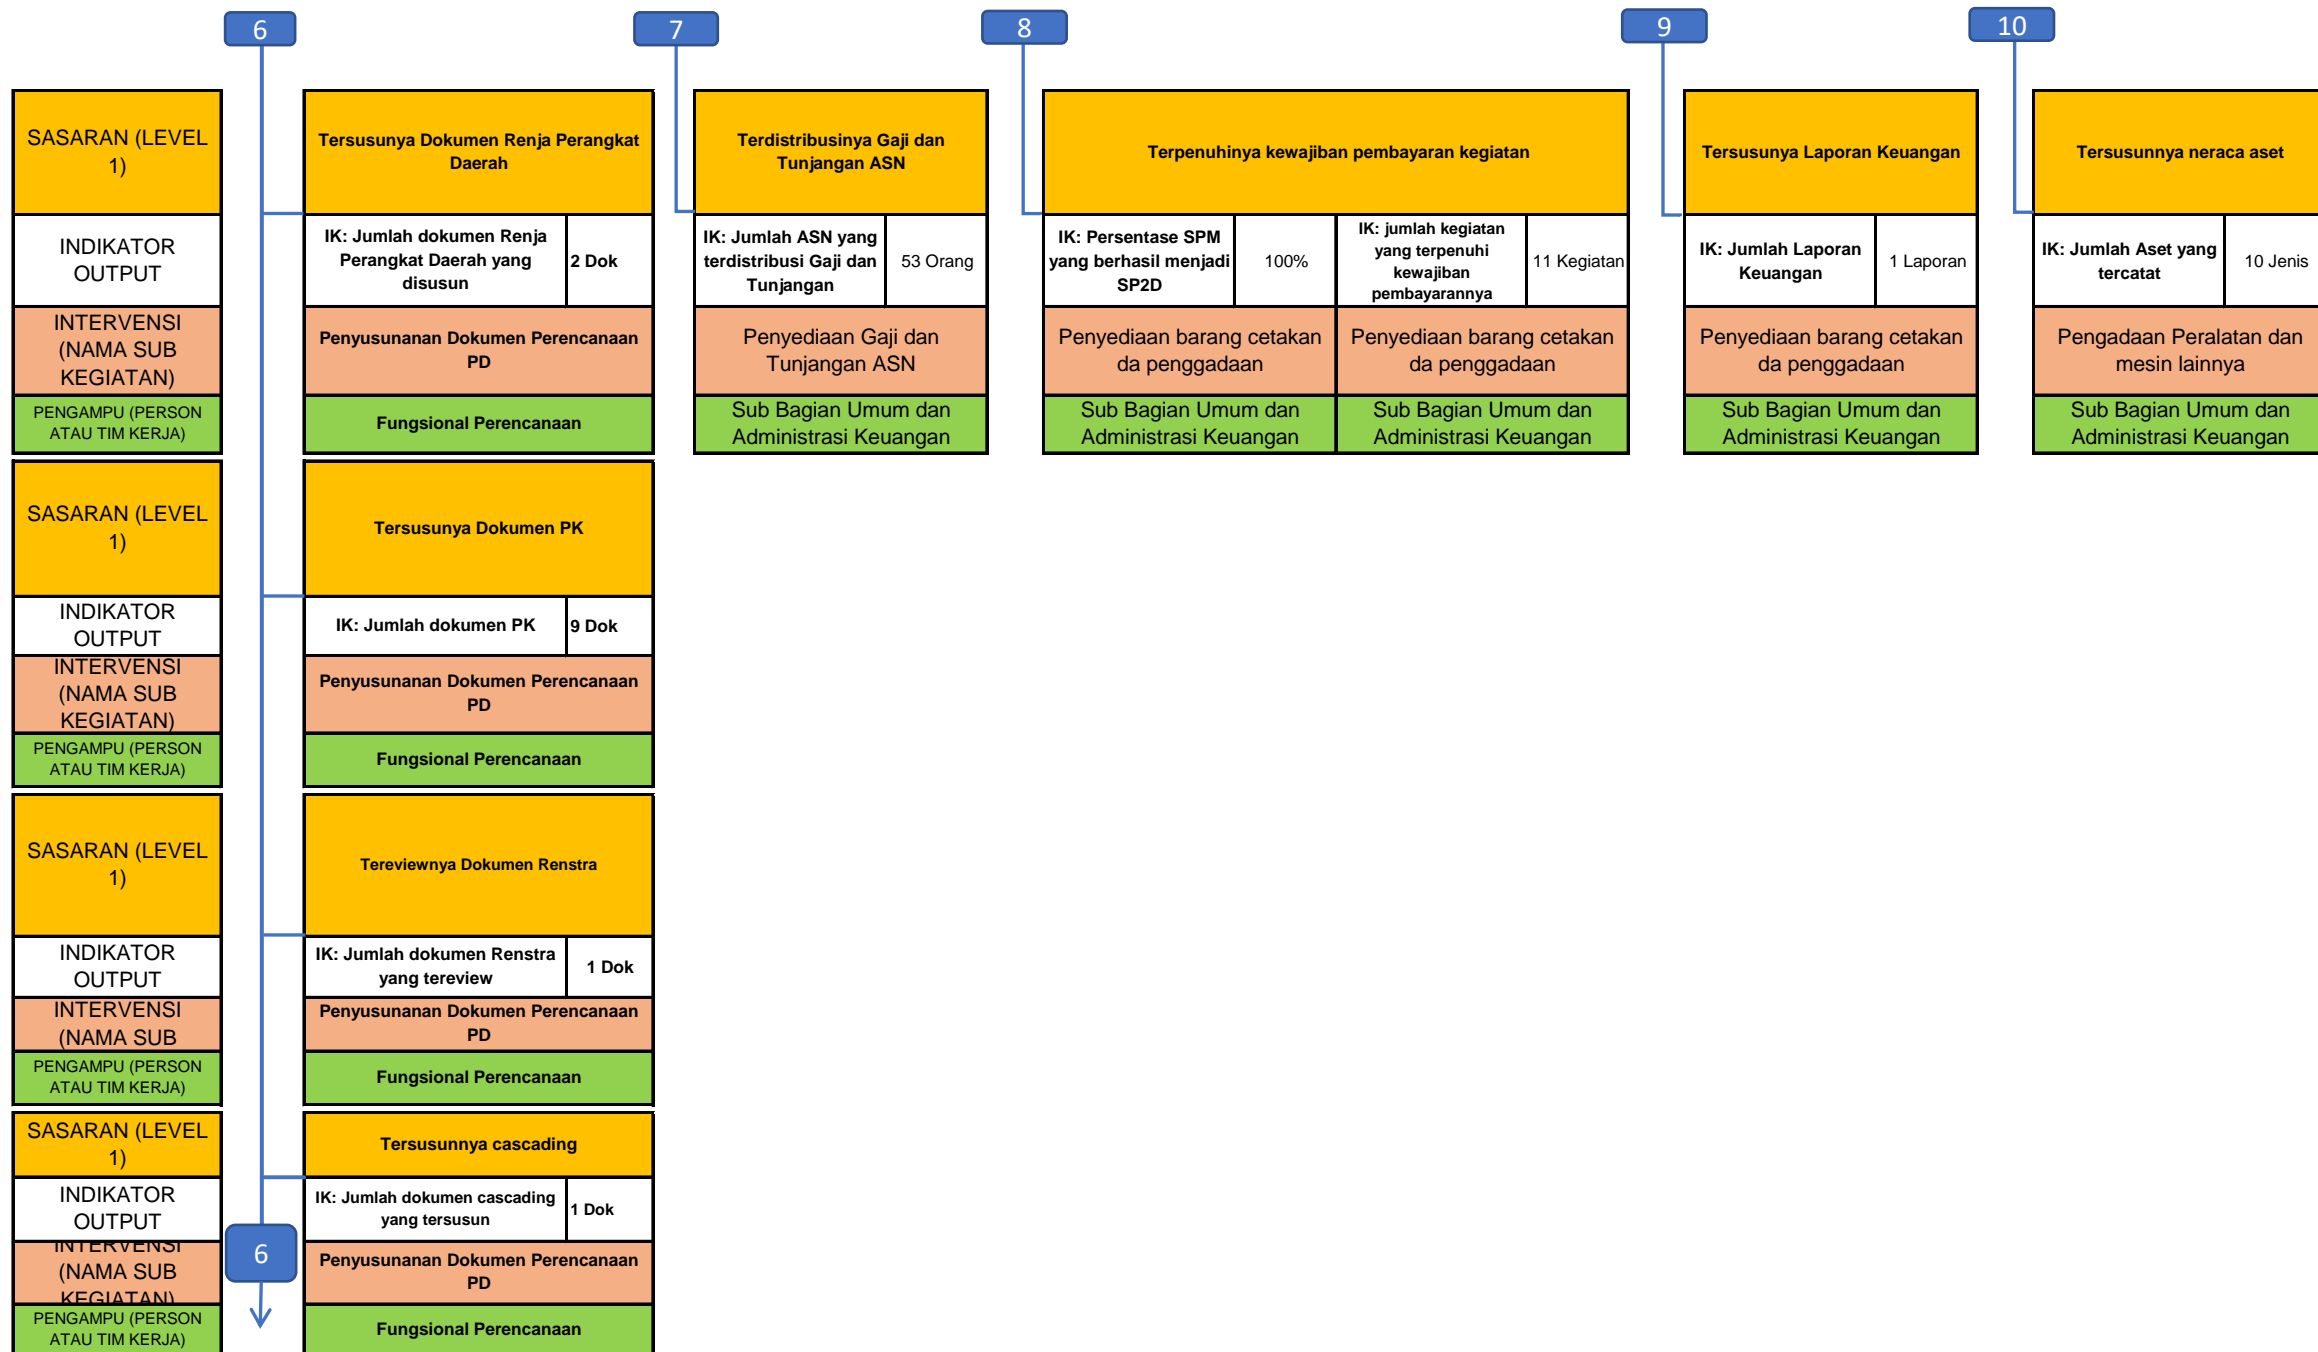 6
7
8
9
10
SASARAN (LEVEL
1)
Tersusunya Dokumen Renja Perangkat
Daerah
Terdistribusinya Gaji dan
Tunjangan ASN
Terpenuhinya kewajiban pembayaran kegiatan
Tersusunya Laporan Keuangan
Tersusunnya neraca aset
INDIKATOR
OUTPUT
IK: Jumlah dokumen Renja
Perangkat Daerah yang
disusun
2 Dok
IK: Jumlah ASN yang
terdistribusi Gaji dan
Tunjangan
53 Orang
IK: Persentase SPM
yang berhasil menjadi
SP2D
100%
IK: jumlah kegiatan
yang terpenuhi
kewajiban
pembayarannya
11 Kegiatan
IK: Jumlah Laporan
Keuangan
1 Laporan
IK: Jumlah Aset yang
tercatat
10 Jenis
INTERVENSI
(NAMA SUB
KEGIATAN)
Penyusunanan Dokumen Perencanaan
PD
Penyediaan Gaji dan
Tunjangan ASN
Penyediaan barang cetakan
da penggadaan
Penyediaan barang cetakan
da penggadaan
Penyediaan barang cetakan
da penggadaan
Pengadaan Peralatan dan
mesin lainnya
PENGAMPU (PERSON
ATAU TIM KERJA)
Fungsional Perencanaan
Sub Bagian Umum dan
Administrasi Keuangan
Sub Bagian Umum dan
Administrasi Keuangan
Sub Bagian Umum dan
Administrasi Keuangan
Sub Bagian Umum dan
Administrasi Keuangan
Sub Bagian Umum dan
Administrasi Keuangan
SASARAN (LEVEL
1)
Tersusunya Dokumen PK
INDIKATOR
OUTPUT
IK: Jumlah dokumen PK
9 Dok
INTERVENSI
(NAMA SUB
KEGIATAN)
Penyusunanan Dokumen Perencanaan
PD
PENGAMPU (PERSON
ATAU TIM KERJA)
Fungsional Perencanaan
SASARAN (LEVEL
1)
Tereviewnya Dokumen Renstra
INDIKATOR
OUTPUT
IK: Jumlah dokumen Renstra
yang tereview
1 Dok
INTERVENSI
(NAMA SUB
Penyusunanan Dokumen Perencanaan
PD
PENGAMPU (PERSON
ATAU TIM KERJA)
Fungsional Perencanaan
SASARAN (LEVEL
1)
Tersusunnya cascading
INDIKATOR
OUTPUT
IK: Jumlah dokumen cascading
yang tersusun
1 Dok
INTERVENSI
(NAMA SUB
KEGIATAN)
6
Penyusunanan Dokumen Perencanaan
PD
PENGAMPU (PERSON
ATAU TIM KERJA)
Fungsional Perencanaan